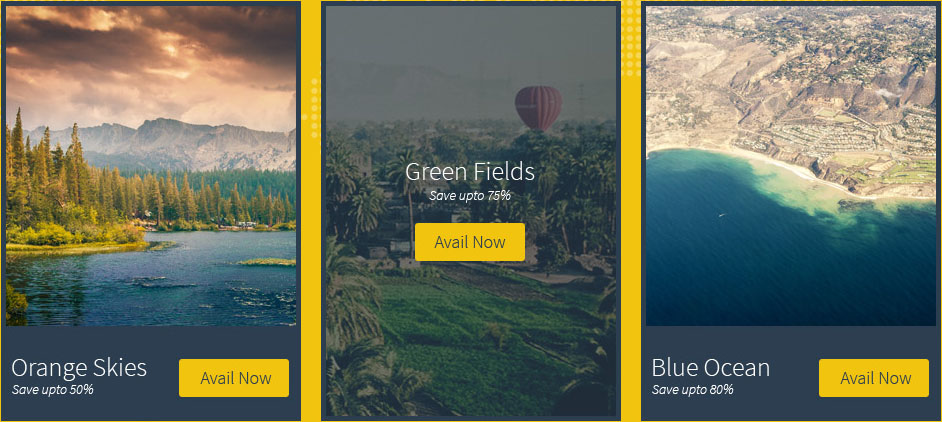 Orange Skies
Save upto 50%
Avail Now
Green Fields
Save upto 75%
Avail Now
Blue Ocean
Save upto 80%
Avail Now